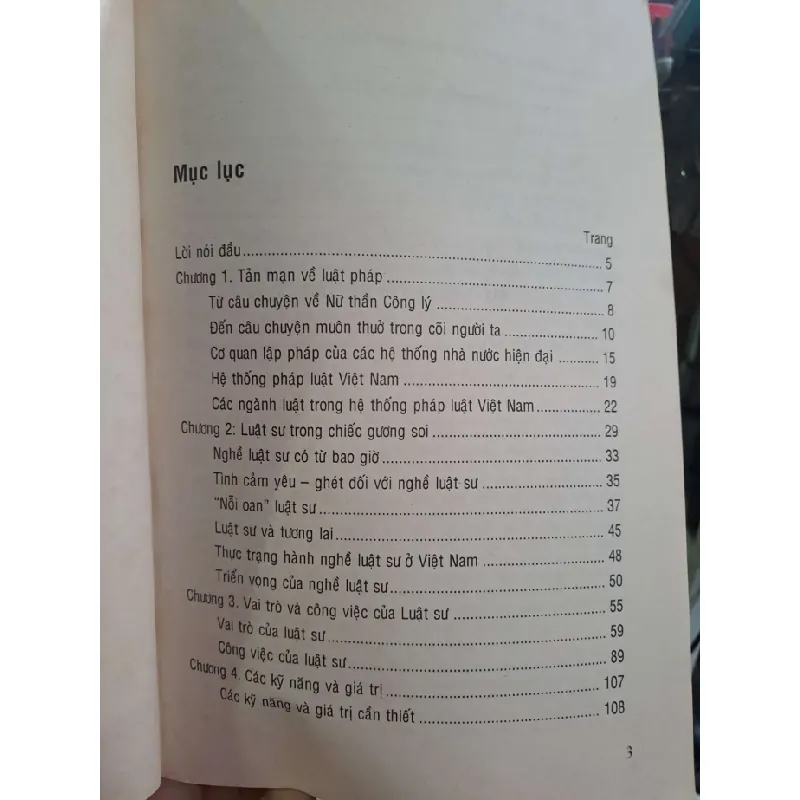 Mục lục
Trang
Lời nói đầu.......... 5
Chương 1. Tản mạn về luật pháp.......... 7
Từ câu chuyện về Nữ thần Công lý.......... 8
Đến câu chuyện muôn thuở trong cõi người ta.......... 10
Cơ quan lập pháp của các hệ thống nhà nước hiện đại.......... 15
Hệ thống pháp luật Việt Nam.......... 19
Các ngành luật trong hệ thống pháp luật Việt Nam.......... 22
Chương 2: Luật sư trong chiếc gương soi.......... 29
Nghề luật sư có từ bao giờ.......... 33
Tình cảm yêu – ghét đối với nghề luật sư.......... 35
"Nỗi oan" luật sư.......... 37
Luật sư và tương lai.......... 45
Thực trạng hành nghề luật sư ở Việt Nam.......... 48
Triển vọng của nghề luật sư.......... 50
Chương 3. Vai trò và công việc của Luật sư.......... 55
Vai trò của luật sư.......... 59
Công việc của luật sư.......... 89
Chương 4. Các kỹ năng và giá trị.......... 107
Các kỹ năng và giá trị cần thiết.......... 108
3